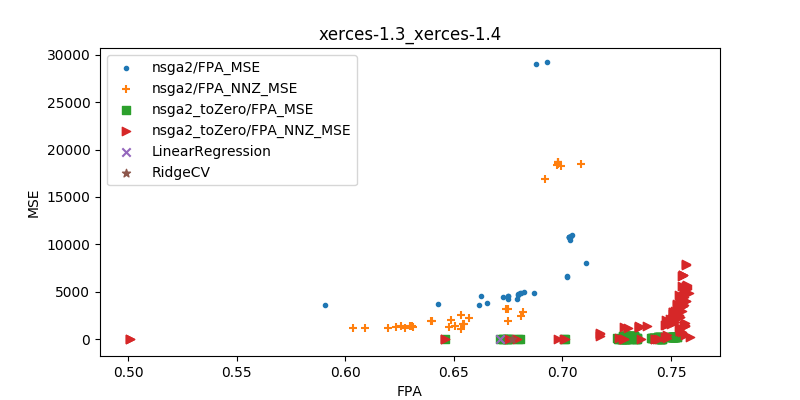 xerces-1.3_xerces-1.4
30000
25000
20000
15000
10000
5000
0
MSE
nsga2/FPA_MSE
nsga2/FPA_NNZ_MSE
nsga2_toZero/FPA_MSE
nsga2_toZero/FPA_NNZ_MSE
LinearRegression
RidgeCV
0.50 0.55 0.60 0.65 0.70 0.75
FPA